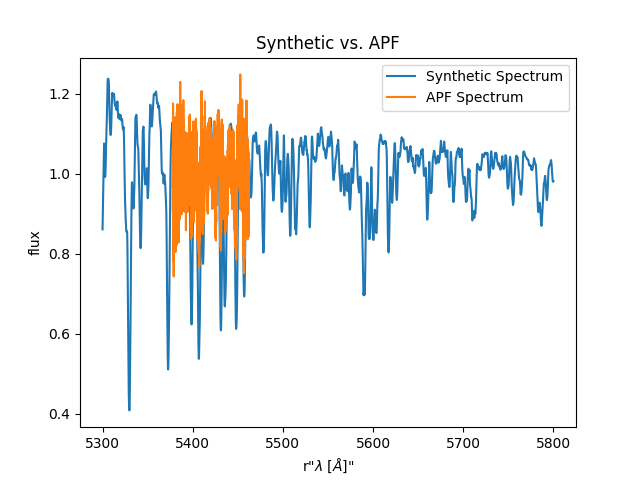 Synthetic vs. APF
Synthetic Spectrum
APF Spectrum
1.2
1.0
0.8
0.6
0.4
flux
5300 5400 5500 5600 5700 5800
r"λ [Å]"